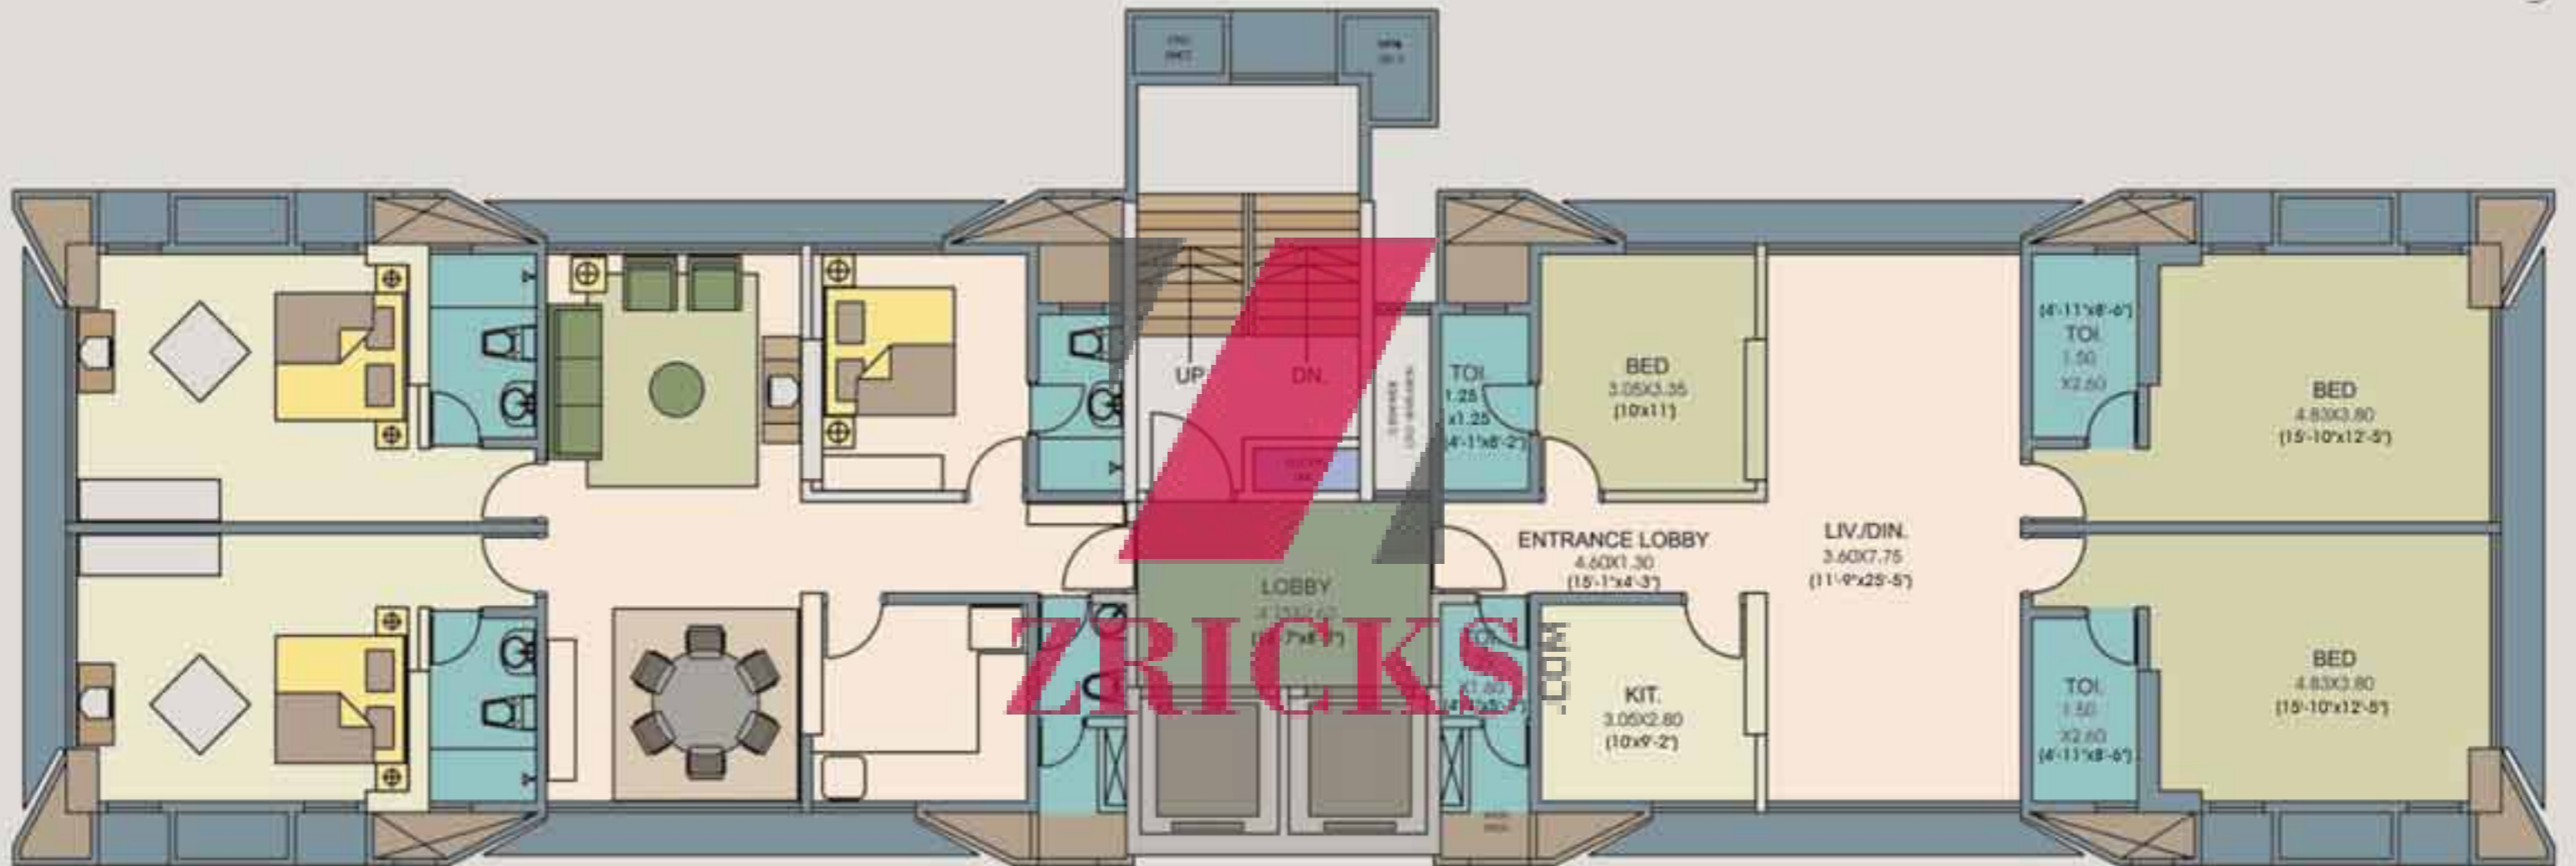 UP
DN.
TOI.
1.25
x1.25
(4'-1"x8'-2")
BED
3.05X3.35
(10'x11')
(4'-11"x8'-6")
TOI.
1.50
X2.60
BED
4.83X3.80
(15'-10"x12'-5")
ENTRANCE LOBBY
4.60X1.30
(15'-1"x4'-3")
LIV./DIN.
3.60X7.75
(11'-9"x25'-5")
LOBBY
ZRICKS
.COM
TOI.
KIT.
3.05X2.80
(10'x9'-2")
TOI.
1.50
X2.60
(4'-11"x8'-6")
BED
4.83X3.80
(15'-10"x12'-5")